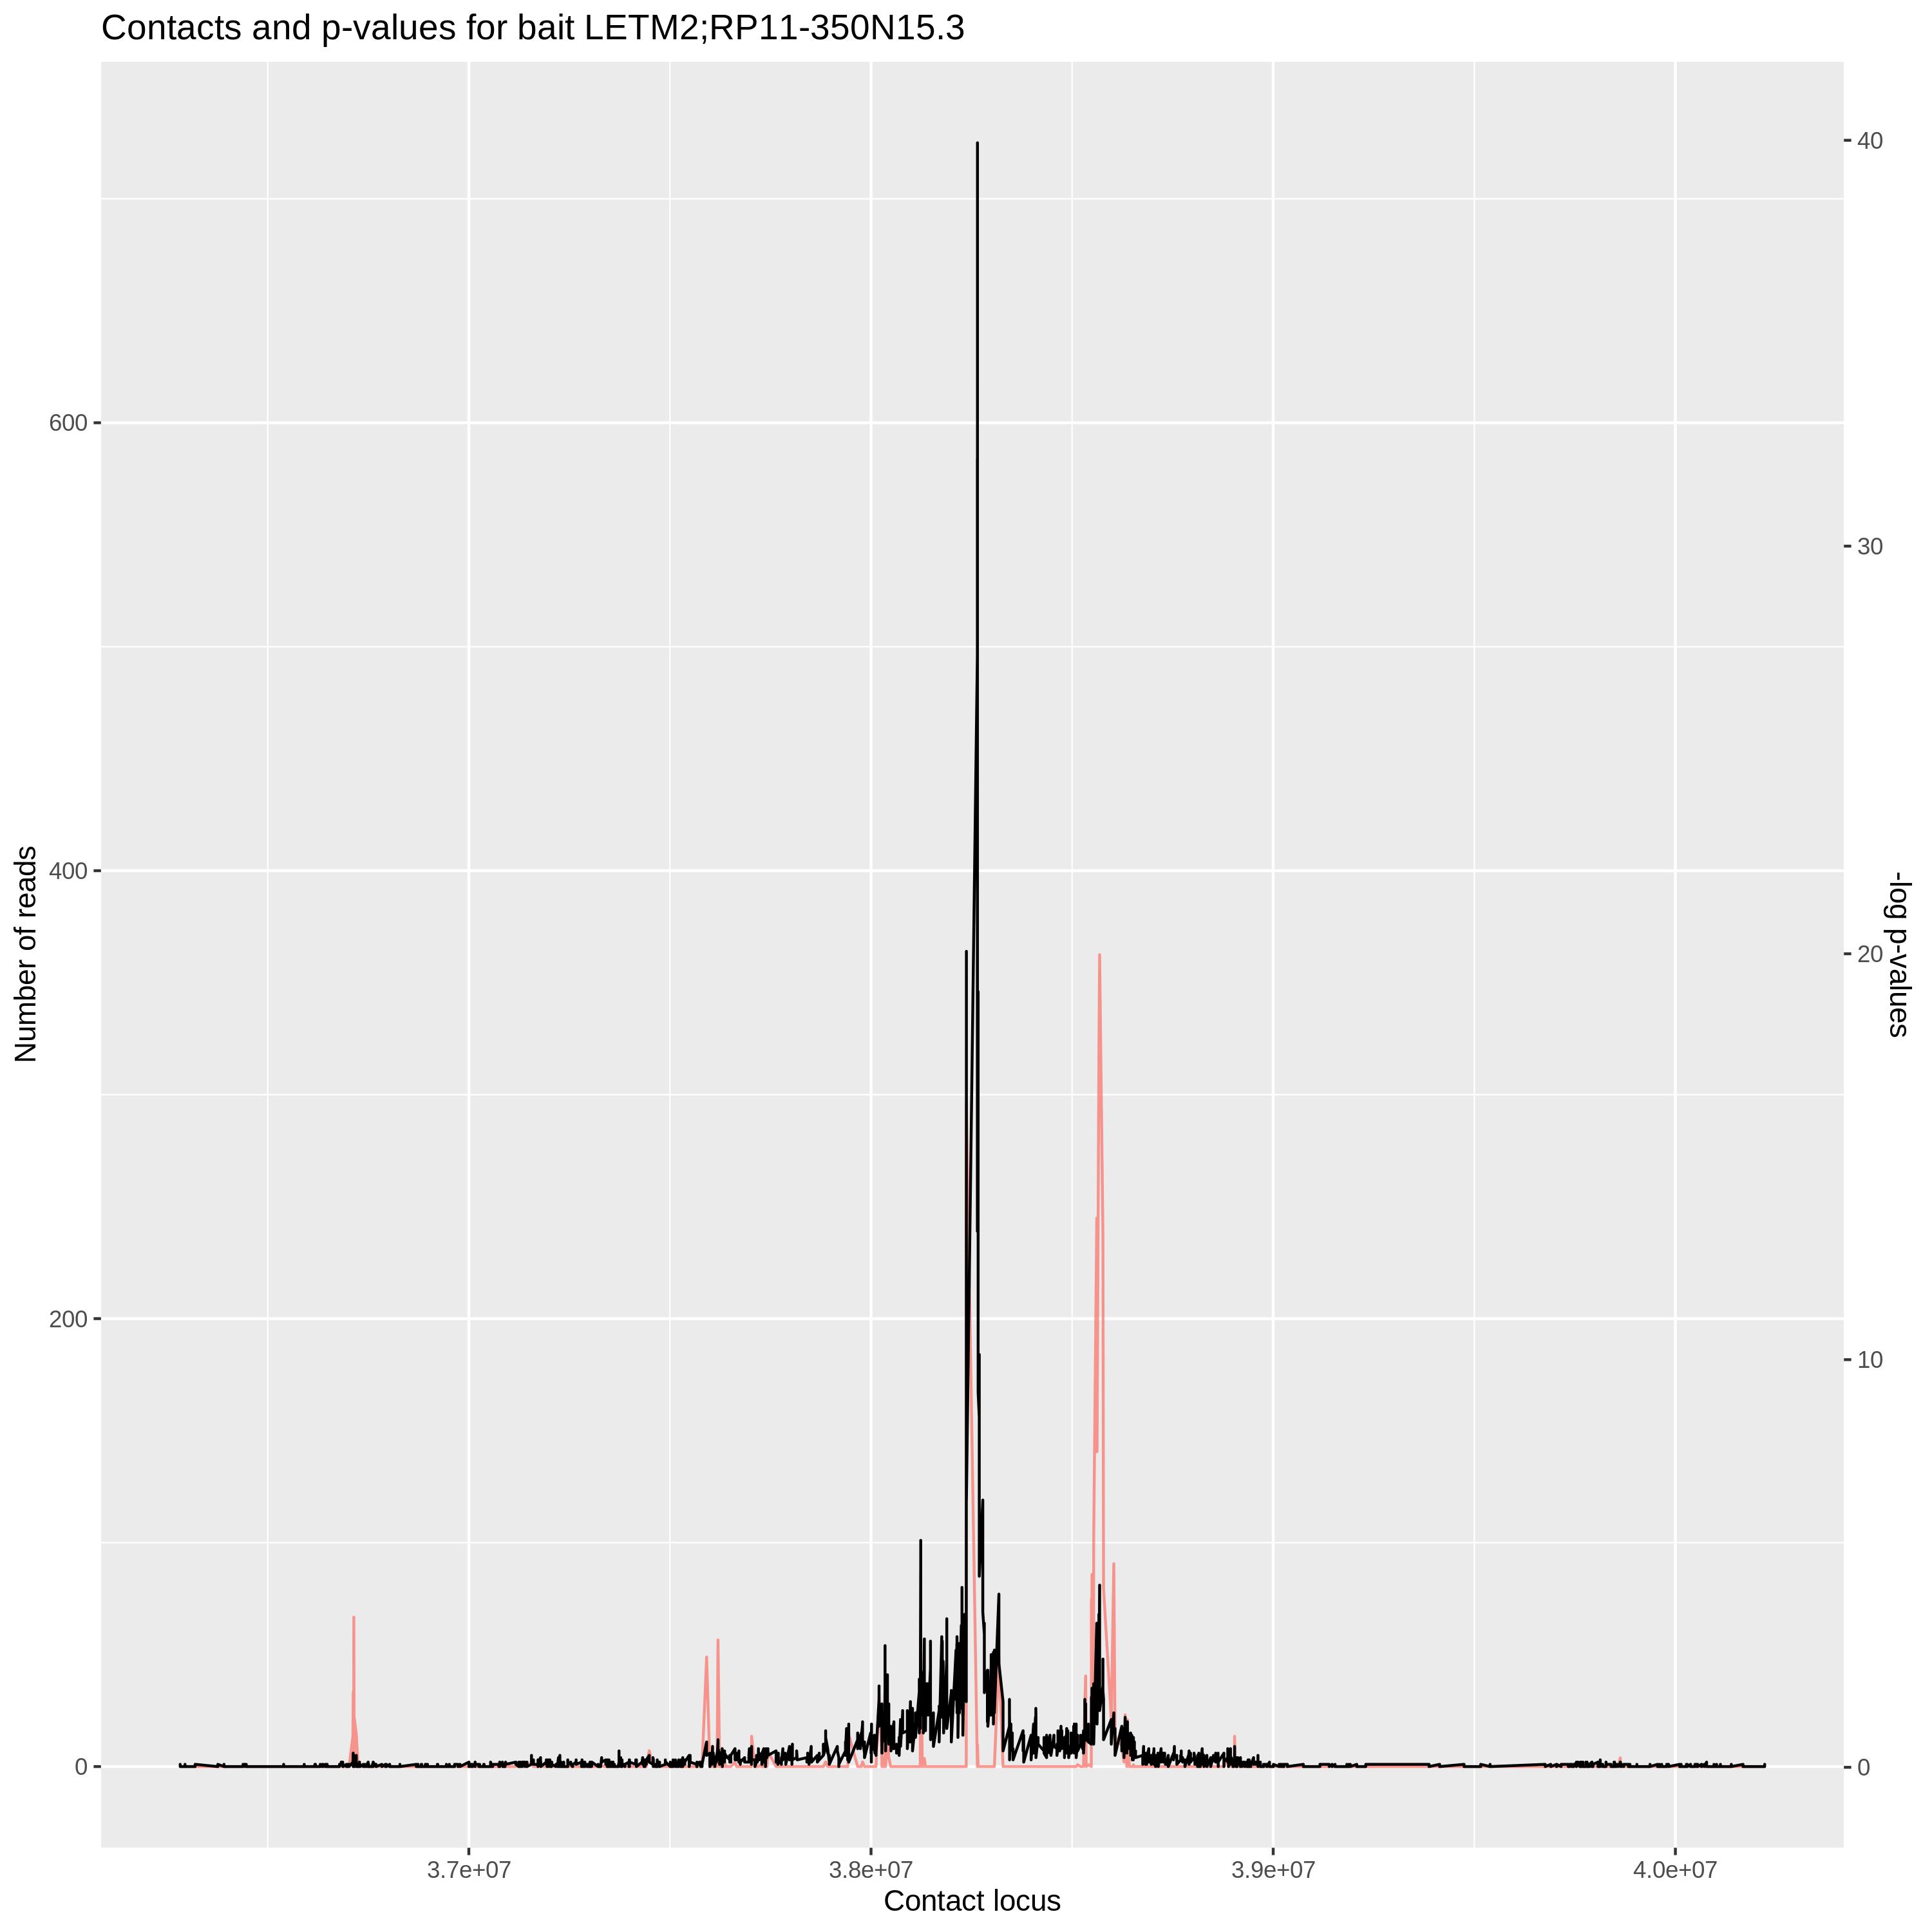 Contacts and p-values for bait LETM2;RP11-350N15.3
Number of reads
600
400
200
0
40
30
20
10
0
-log p-values
3.7e+07
3.8e+07
3.9e+07
4.0e+07
Contact locus